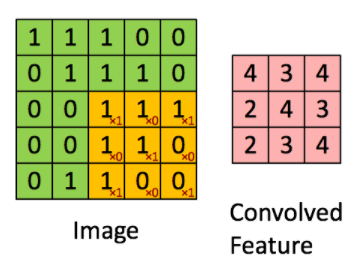 1 1 1 0 0
0 1 1 1 0 4 3 4
0 0 1×1 1×0 1×1 2 4 3
0 0 1×0 1×1 0×0 2 3 4
0 1 1×1 0×0 0×1
Image
Convolved
Feature